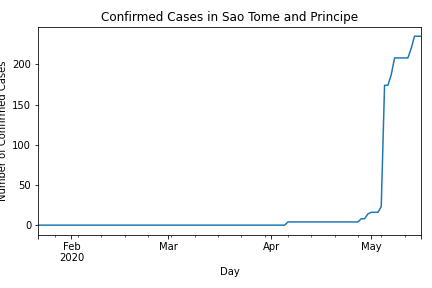 Confirmed Cases in Sao Tome and Principe
Number of Confirmed Cases
200
150
100
50
0
Feb
2020
Mar
Apr
May
Day